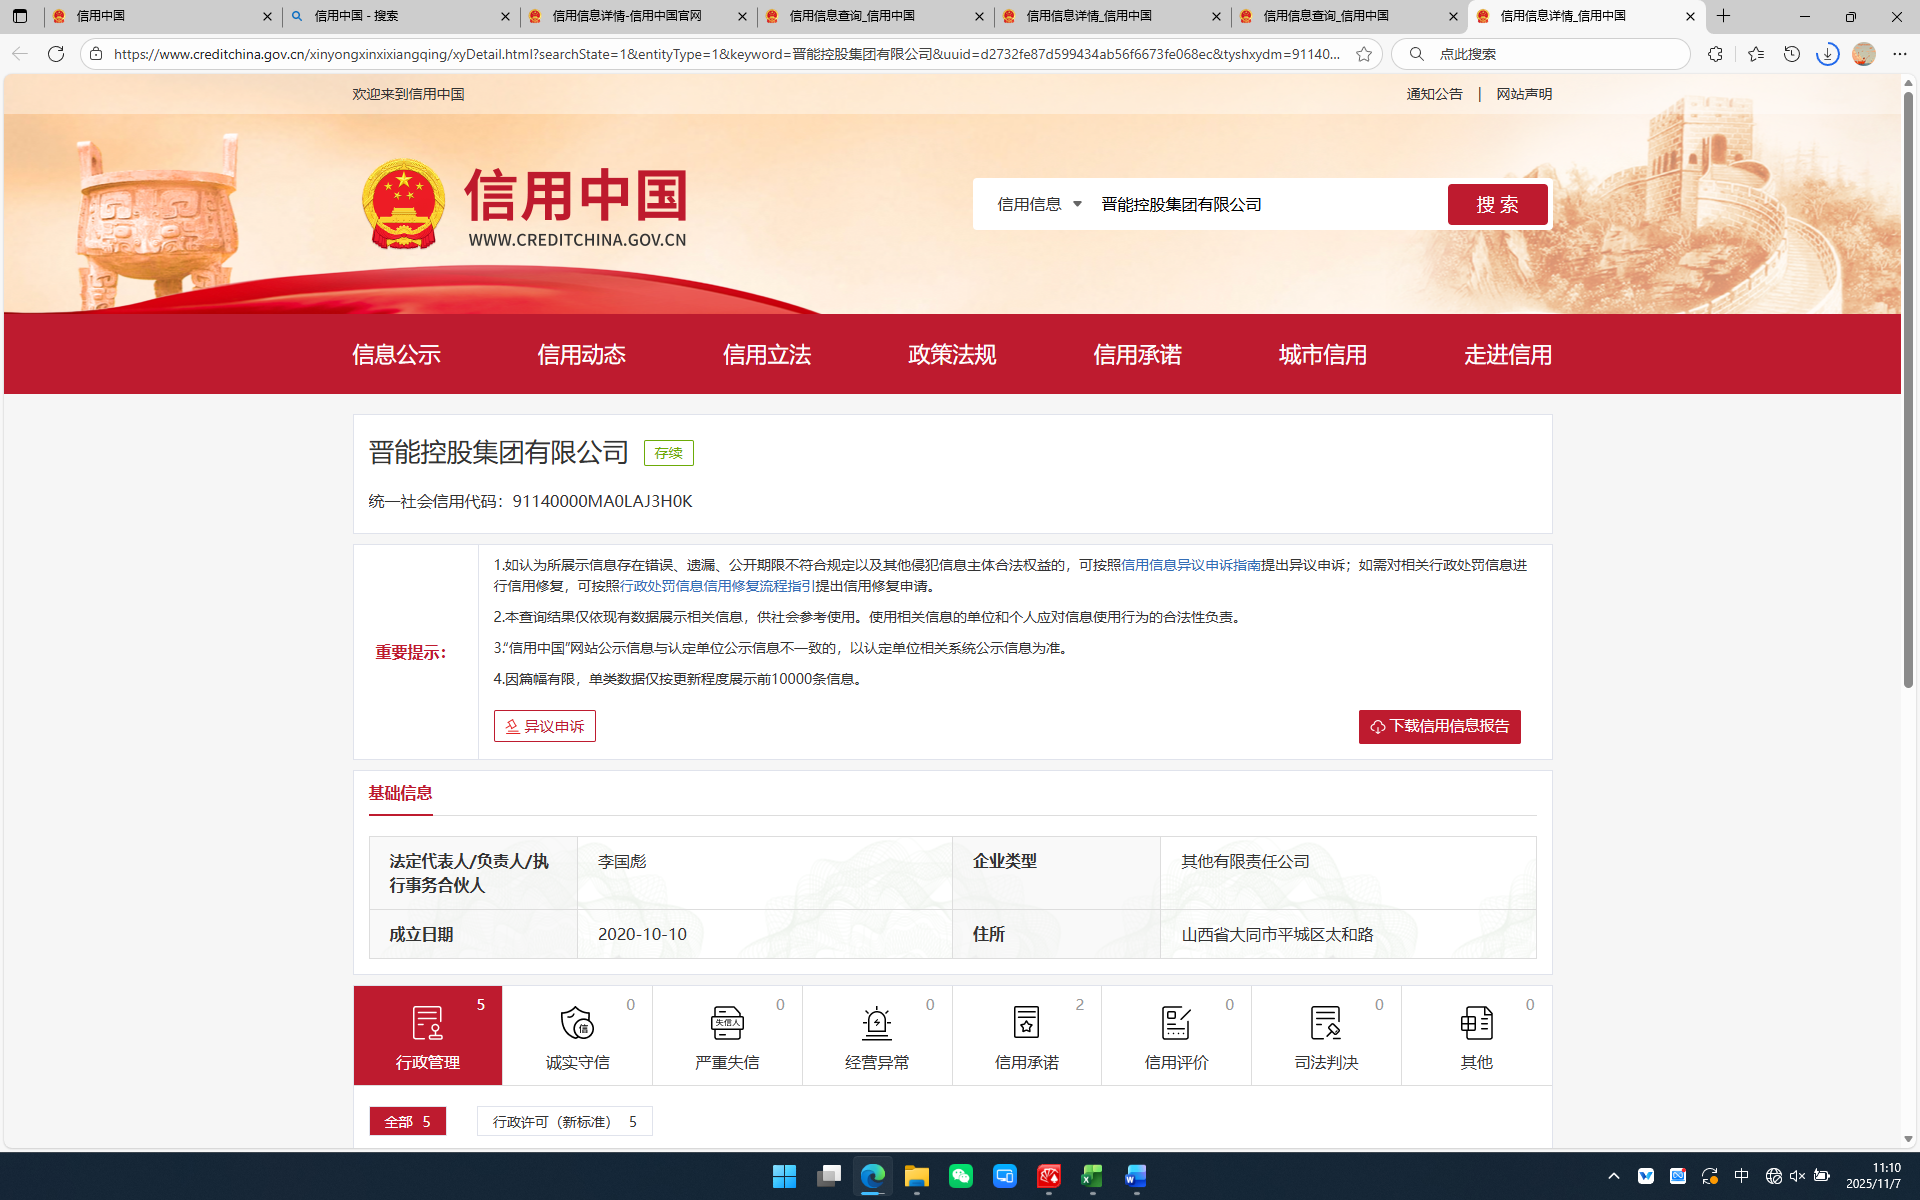 信用中国
信用中国 - 搜索
信用信息详情-信用中国官网
信用信息查询_信用中国
信用信息详情_信用中国
信用信息查询_信用中国
信用信息详情_信用中国
https://www.creditchina.gov.cn/xinyongxinxixiangqing/xyDetail.html?searchState=1&entityType=1&keyword=晋能控股集团有限公司&uuid=d2732fe87d599434ab56f6673fe068ec&tyshxydm=91140...
点此搜索
欢迎来到信用中国
通知公告 | 网站声明
信用中国
WWW.CREDITCHINA.GOV.CN
信用信息 晋能控股集团有限公司 搜 索
信息公示 信用动态 信用立法 政策法规 信用承诺 城市信用 走进信用
晋能控股集团有限公司 存续
统一社会信用代码：91140000MA0LAJ3H0K
重要提示：
1.如认为所展示信息存在错误、遗漏、公开期限不符合规定以及其他侵犯信息主体合法权益的，可按照信用信息异议申诉指南提出异议申诉；如需对相关行政处罚信息进
行信用修复，可按照行政处罚信息信用修复流程指引提出信用修复申请。
2.本查询结果仅依现有数据展示相关信息，供社会参考使用。使用相关信息的单位和个人应对信息使用行为的合法性负责。
3.“信用中国”网站公示信息与认定单位公示信息不一致的，以认定单位相关系统公示信息为准。
4.因篇幅有限，单类数据仅按更新程度展示前10000条信息。
异议申诉
下载信用信息报告
基础信息
法定代表人/负责人/执
行事务合伙人
李国彪
企业类型
其他有限责任公司
成立日期
2020-10-10
住所
山西省大同市平城区太和路
5
行政管理
0
信
诚实守信
0
失信人
严重失信
0
经营异常
2
信用承诺
0
信用评价
0
司法判决
0
其他
全部 5
行政许可（新标准） 5
中
11:10
2025/11/7